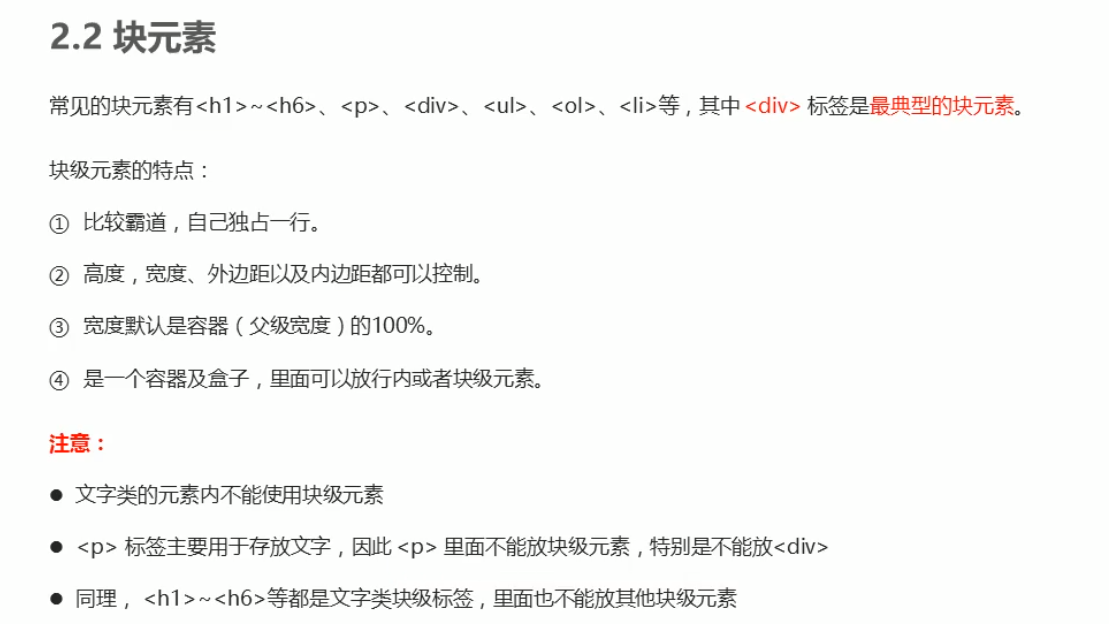 2.2 块元素
常见的块元素有<h1>~<h6>、<p>、<div>、<ul>、<ol>、<li>等，其中 <div> 标签是最典型的块元素。
块级元素的特点：
① 比较霸道，自己独占一行。
② 高度，宽度、外边距以及内边距都可以控制。
③ 宽度默认是容器（父级宽度）的100%。
④ 是一个容器及盒子，里面可以放行内或者块级元素。
注意：
● 文字类的元素内不能使用块级元素
● <p> 标签主要用于存放文字，因此 <p> 里面不能放块级元素，特别是不能放<div>
● 同理， <h1>~<h6>等都是文字类块级标签，里面也不能放其他块级元素